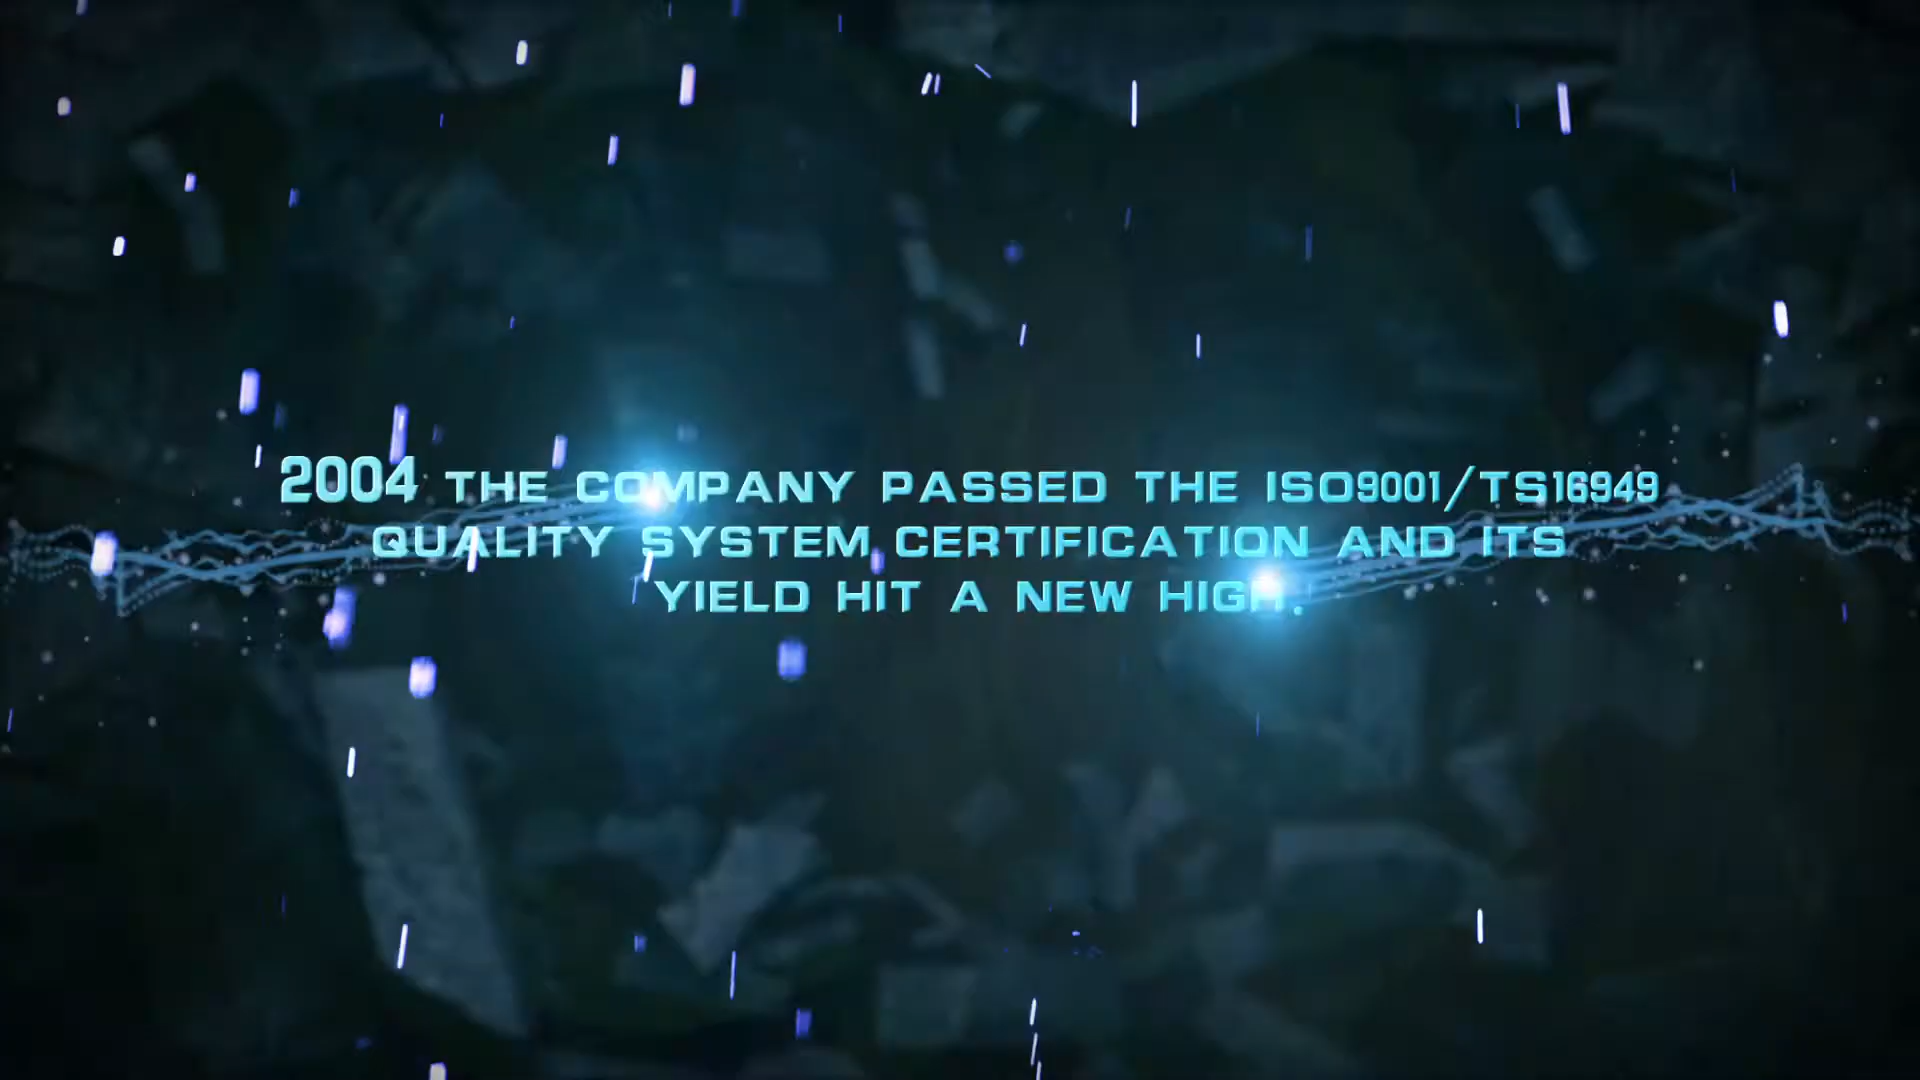 2004 THE COMPANY PASSED THE ISO9001/TS16949
QUALITY SYSTEM CERTIFICATION AND ITS
YIELD HIT A NEW HIGH.